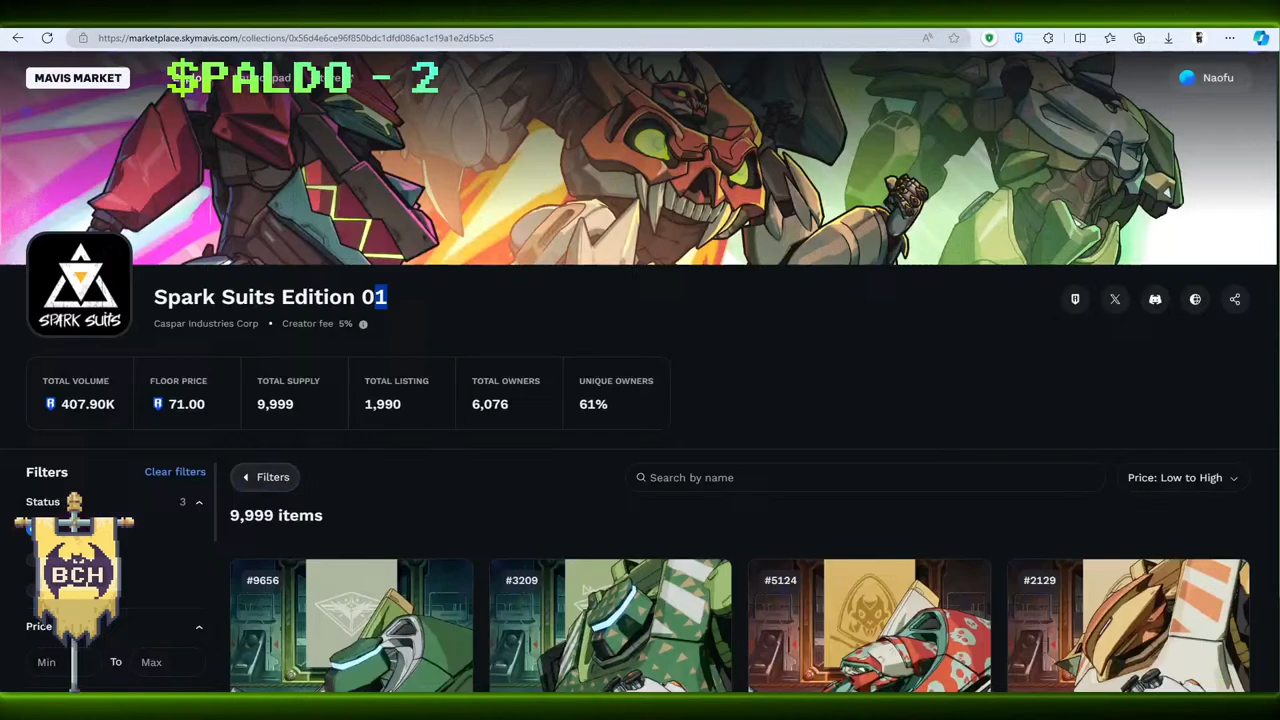 https://marketplace.skymavis.com/collections/0x56d4e6ce96f850bdc1dfd086ac1c19a1e2d5b5c5
MAVIS MARKET
$PALDO - 2
Naofu
SPARK SUITS
Spark Suits Edition 01
Caspar Industries Corp • Creator fee 5%
TOTAL VOLUME
407.90K
FLOOR PRICE
71.00
TOTAL SUPPLY
9,999
TOTAL LISTING
1,990
TOTAL OWNERS
6,076
UNIQUE OWNERS
61%
Filters
Clear filters
Filters
Search by name
Price: Low to High
Status 3
9,999 items
BCH
Price
Min To Max
#9656
#3209
#5124
#2129